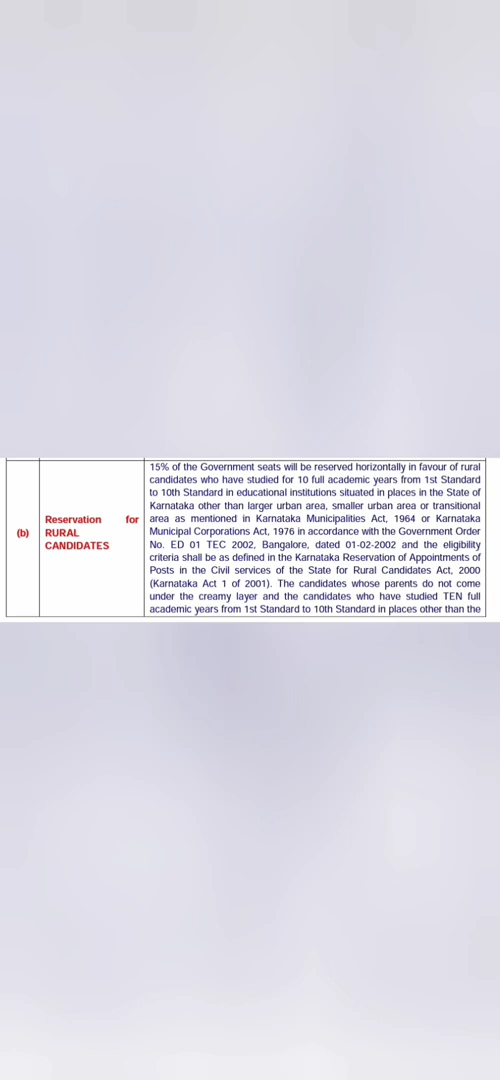 (b)
Reservation for
RURAL
CANDIDATES
15% of the Government seats will be reserved horizontally in favour of rural
candidates who have studied for 10 full academic years from 1st Standard
to 10th Standard in educational institutions situated in places in the State of
Karnataka other than larger urban area, smaller urban area or transitional
area as mentioned in Karnataka Municipalities Act, 1964 or Karnataka
Municipal Corporations Act, 1976 in accordance with the Government Order
No. ED 01 TEC 2002, Bangalore, dated 01-02-2002 and the eligibility
criteria shall be as defined in the Karnataka Reservation of Appointments of
Posts in the Civil services of the State for Rural Candidates Act, 2000
(Karnataka Act 1 of 2001). The candidates whose parents do not come
under the creamy layer and the candidates who have studied TEN full
academic years from 1st Standard to 10th Standard in places other than the